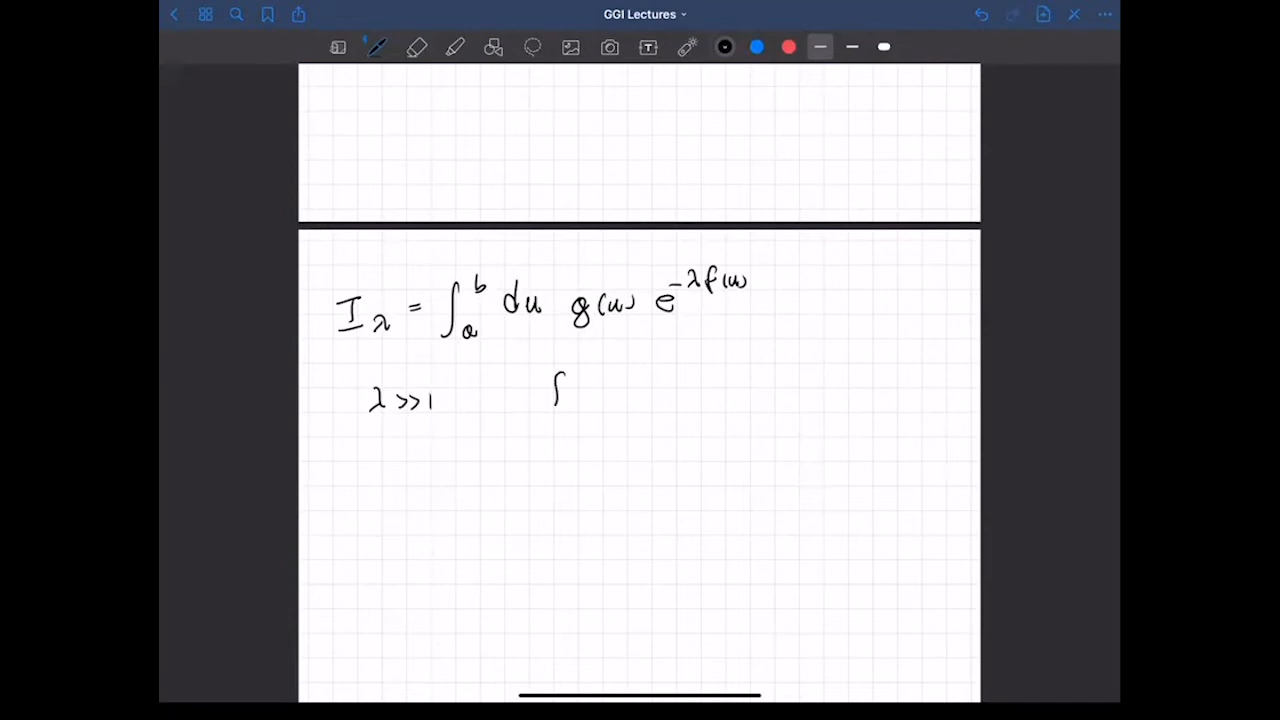 GGI Lectures
I_λ = ∫_a^b du g(u) e^{-λf(u)}
λ >> 1 ∫